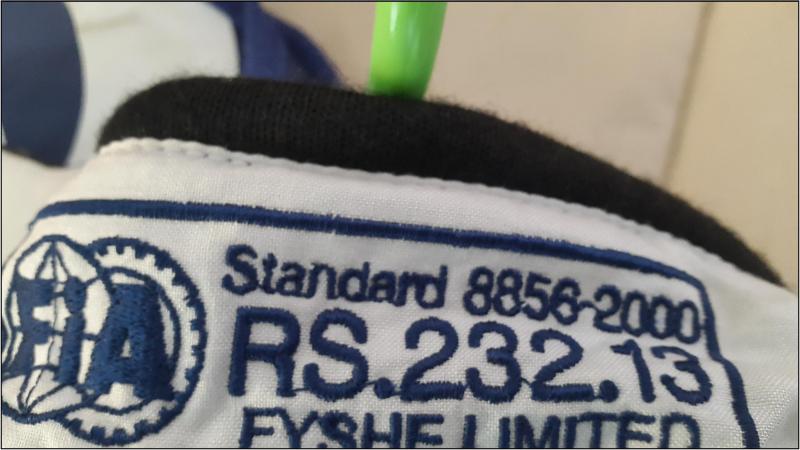 FIA
Standard 8856-2000
RS.232.13
FYSHE LIMITED